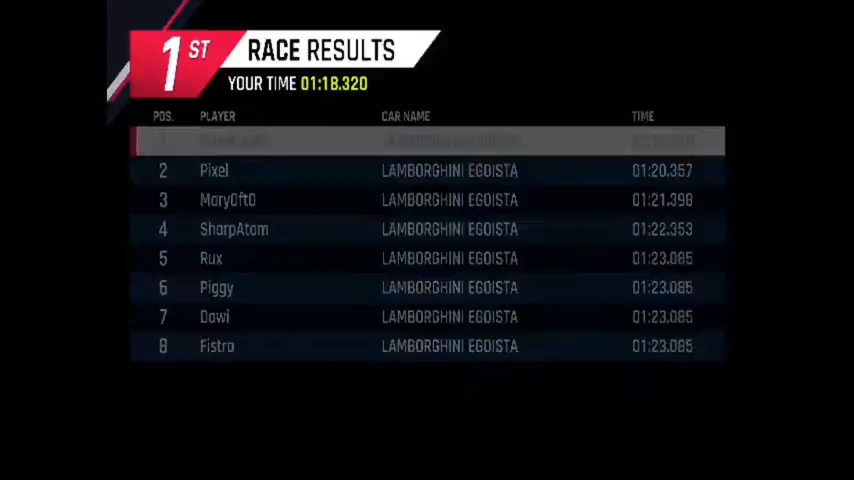 1ST RACE RESULTS
YOUR TIME 01:18.320
POS. PLAYER CAR NAME TIME
1
2 Pixel LAMBORGHINI EGOISTA 01:20.357
3 MaryOft0 LAMBORGHINI EGOISTA 01:21.398
4 SharpAtom LAMBORGHINI EGOISTA 01:22.353
5 Rux LAMBORGHINI EGOISTA 01:23.085
6 Piggy LAMBORGHINI EGOISTA 01:23.085
7 Dawi LAMBORGHINI EGOISTA 01:23.085
8 Fistro LAMBORGHINI EGOISTA 01:23.085